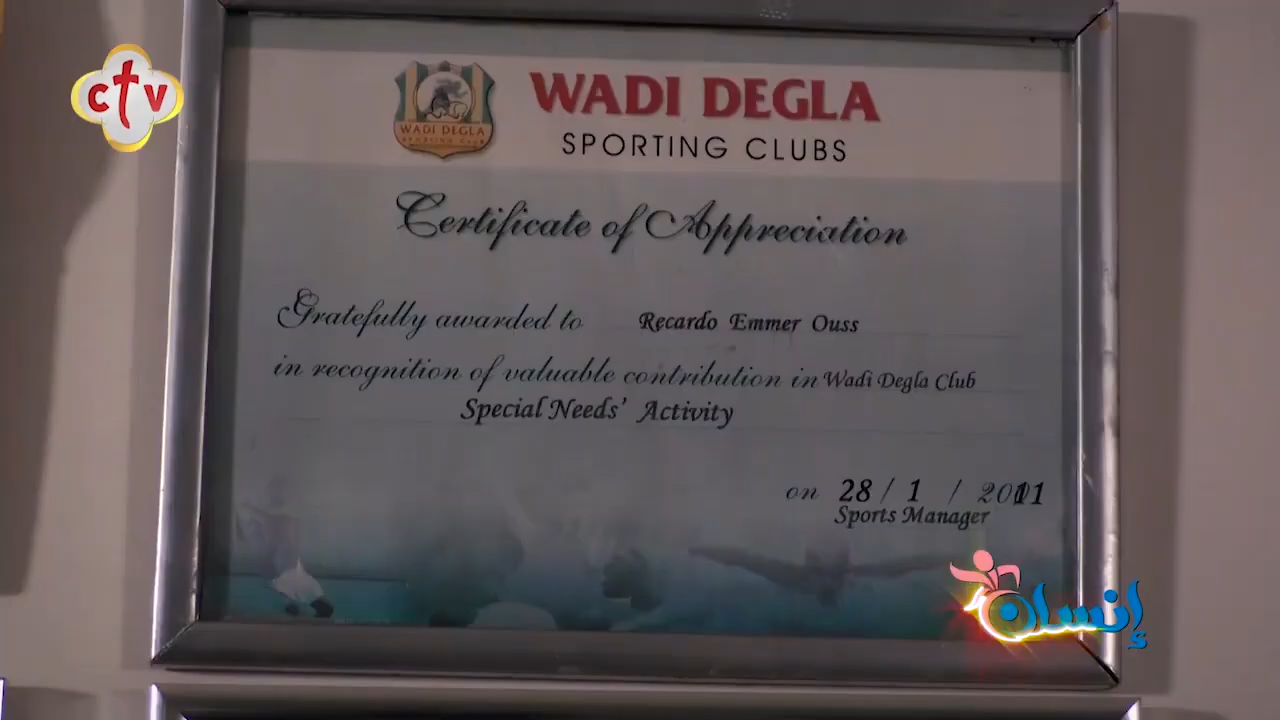 ctv
WADI DEGLA
WADI DEGLA
SPORTING CLUBS
Certificate of Appreciation
Gratefully awarded to Recardo Emmer Ouss
in recognition of valuable contribution in Wadi Degla Club
Special Needs' Activity
on 28 / 1 / 2011
Sports Manager
إنسان